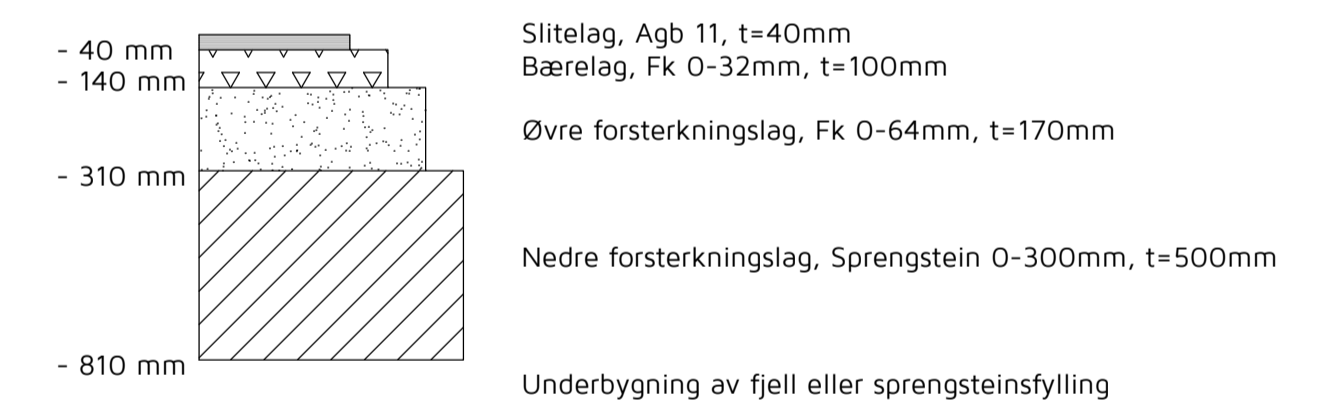 - 40 mm
- 140 mm
- 310 mm
- 810 mm
Slitelag, Agb 11, t=40mm
Bærelag, Fk 0-32mm, t=100mm
Øvre forsterkningslag, Fk 0-64mm, t=170mm
Nedre forsterkningslag, Sprengstein 0-300mm, t=500mm
Underbygning av fjell eller sprengsteinsfylling